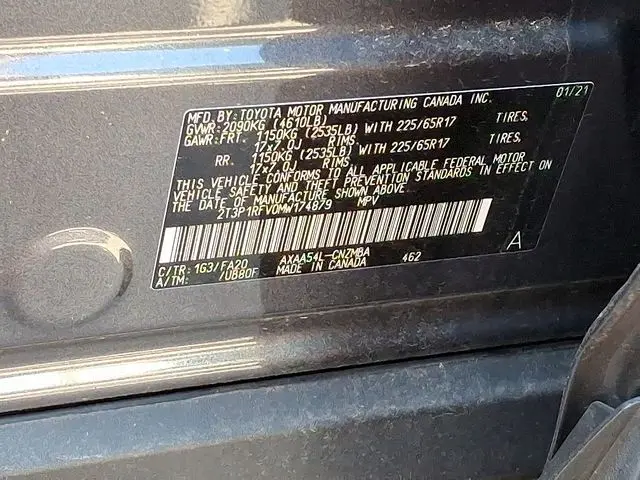 MFD. BY: TOYOTA MOTOR MANUFACTURING CANADA INC. 01/21
GVWR: 2090KG (4610LB)
GAWR: FRT. 1150KG (2535LB) WITH 225/65R17 TIRES,
17x7.0J RIMS
RR. 1150KG (2535LB) WITH 225/65R17 TIRES,
17x7.0J RIMS
THIS VEHICLE CONFORMS TO ALL APPLICABLE FEDERAL MOTOR
VEHICLE SAFETY AND THEFT PREVENTION STANDARDS IN EFFECT ON
THE DATE OF MANUFACTURE SHOWN ABOVE.
2T3P1RFV0MW174879 MPV
A
C/TR: 1G3/FA20 AXAA54L-CNZMBA 462
A/TM: /UB80F MADE IN CANADA